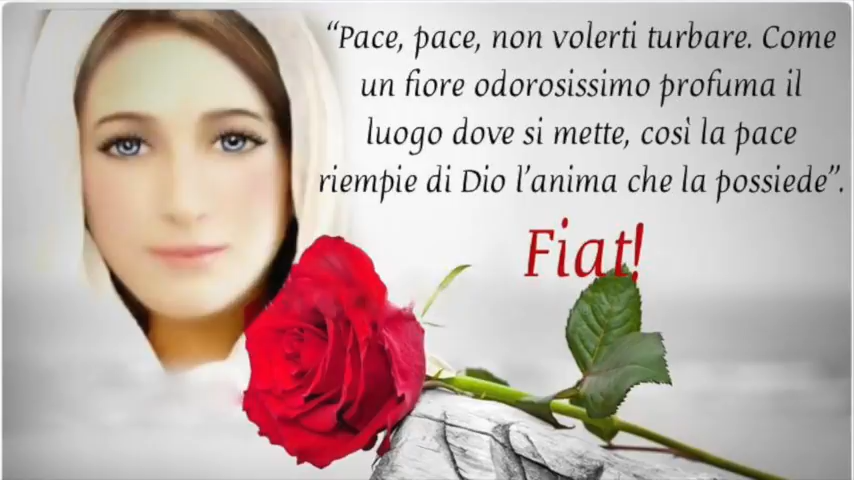 “Pace, pace, non volerti turbare. Come
un fiore odorosissimo profuma il
luogo dove si mette, così la pace
riempie di Dio l’anima che la possiede”.
Fiat!